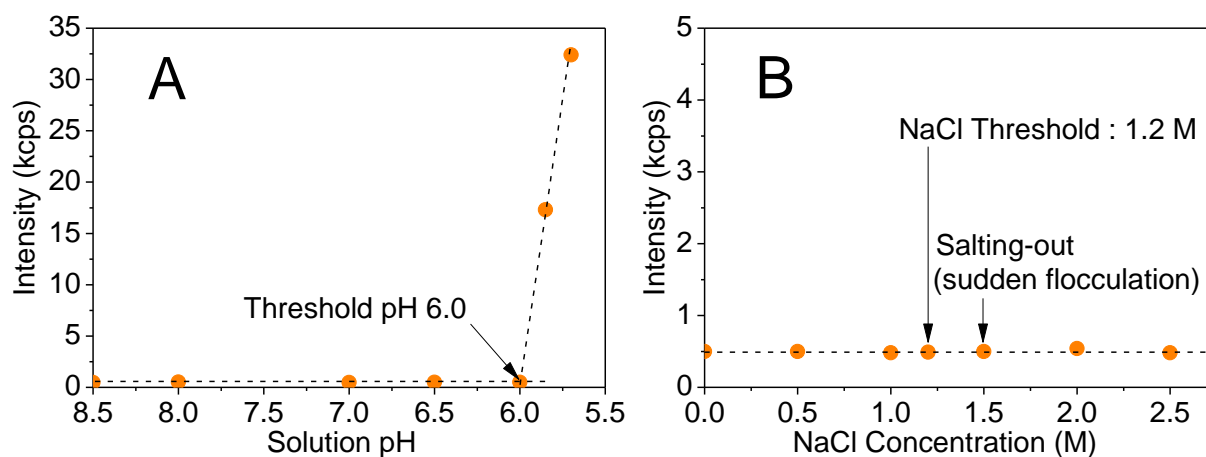 A
Intensity (kcps)
35
30
25
20
15
10
5
0
Threshold pH 6.0
8.5 8.0 7.5 7.0 6.5 6.0 5.5
Solution pH
B
Intensity (kcps)
5
4
3
2
1
0
NaCl Threshold : 1.2 M
Salting-out
(sudden flocculation)
0.0 0.5 1.0 1.5 2.0 2.5
NaCl Concentration (M)